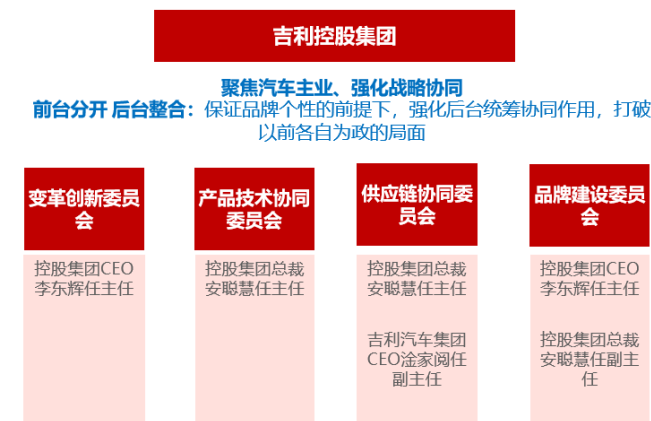 吉利控股集团
聚焦汽车主业、强化战略协同
前台分开 后台整合：保证品牌个性的前提下，强化后台统筹协同作用，打破
以前各自为政的局面
变革创新委员
会
控股集团CEO
李东辉任主任
产品技术协同
委员会
控股集团总裁
安聪慧任主任
供应链协同委
员会
控股集团总裁
安聪慧任主任
吉利汽车集团
CEO淦家阅任
副主任
品牌建设委员
会
控股集团CEO
李东辉任主任
控股集团总裁
安聪慧任副主
任